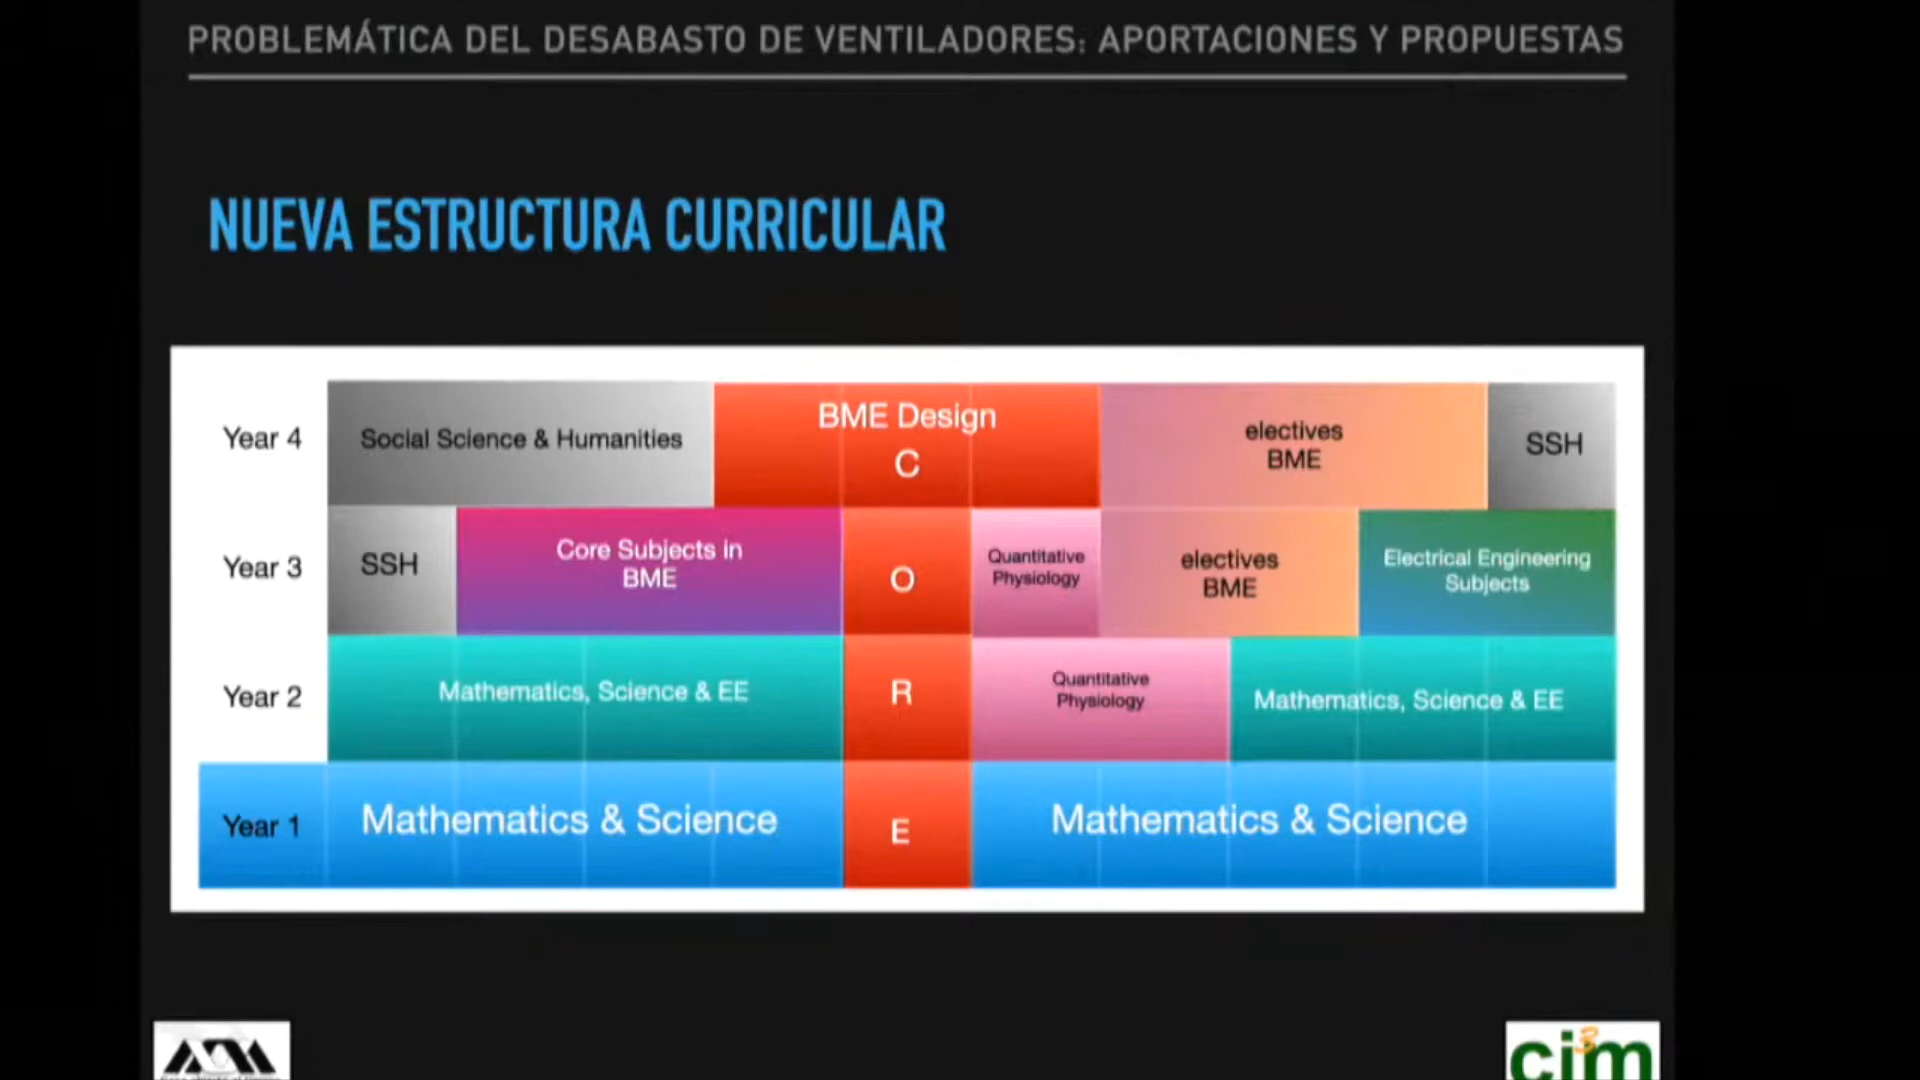 PROBLEMÁTICA DEL DESABASTO DE VENTILADORES: APORTACIONES Y PROPUESTAS
NUEVA ESTRUCTURA CURRICULAR
Year 4
Social Science & Humanities
BME Design
C
electives
BME
SSH
Year 3
SSH
Core Subjects in
BME
O
Quantitative
Physiology
electives
BME
Electrical Engineering
Subjects
Year 2
Mathematics, Science & EE
R
Quantitative
Physiology
Mathematics, Science & EE
Year 1
Mathematics & Science
E
Mathematics & Science
ci3m